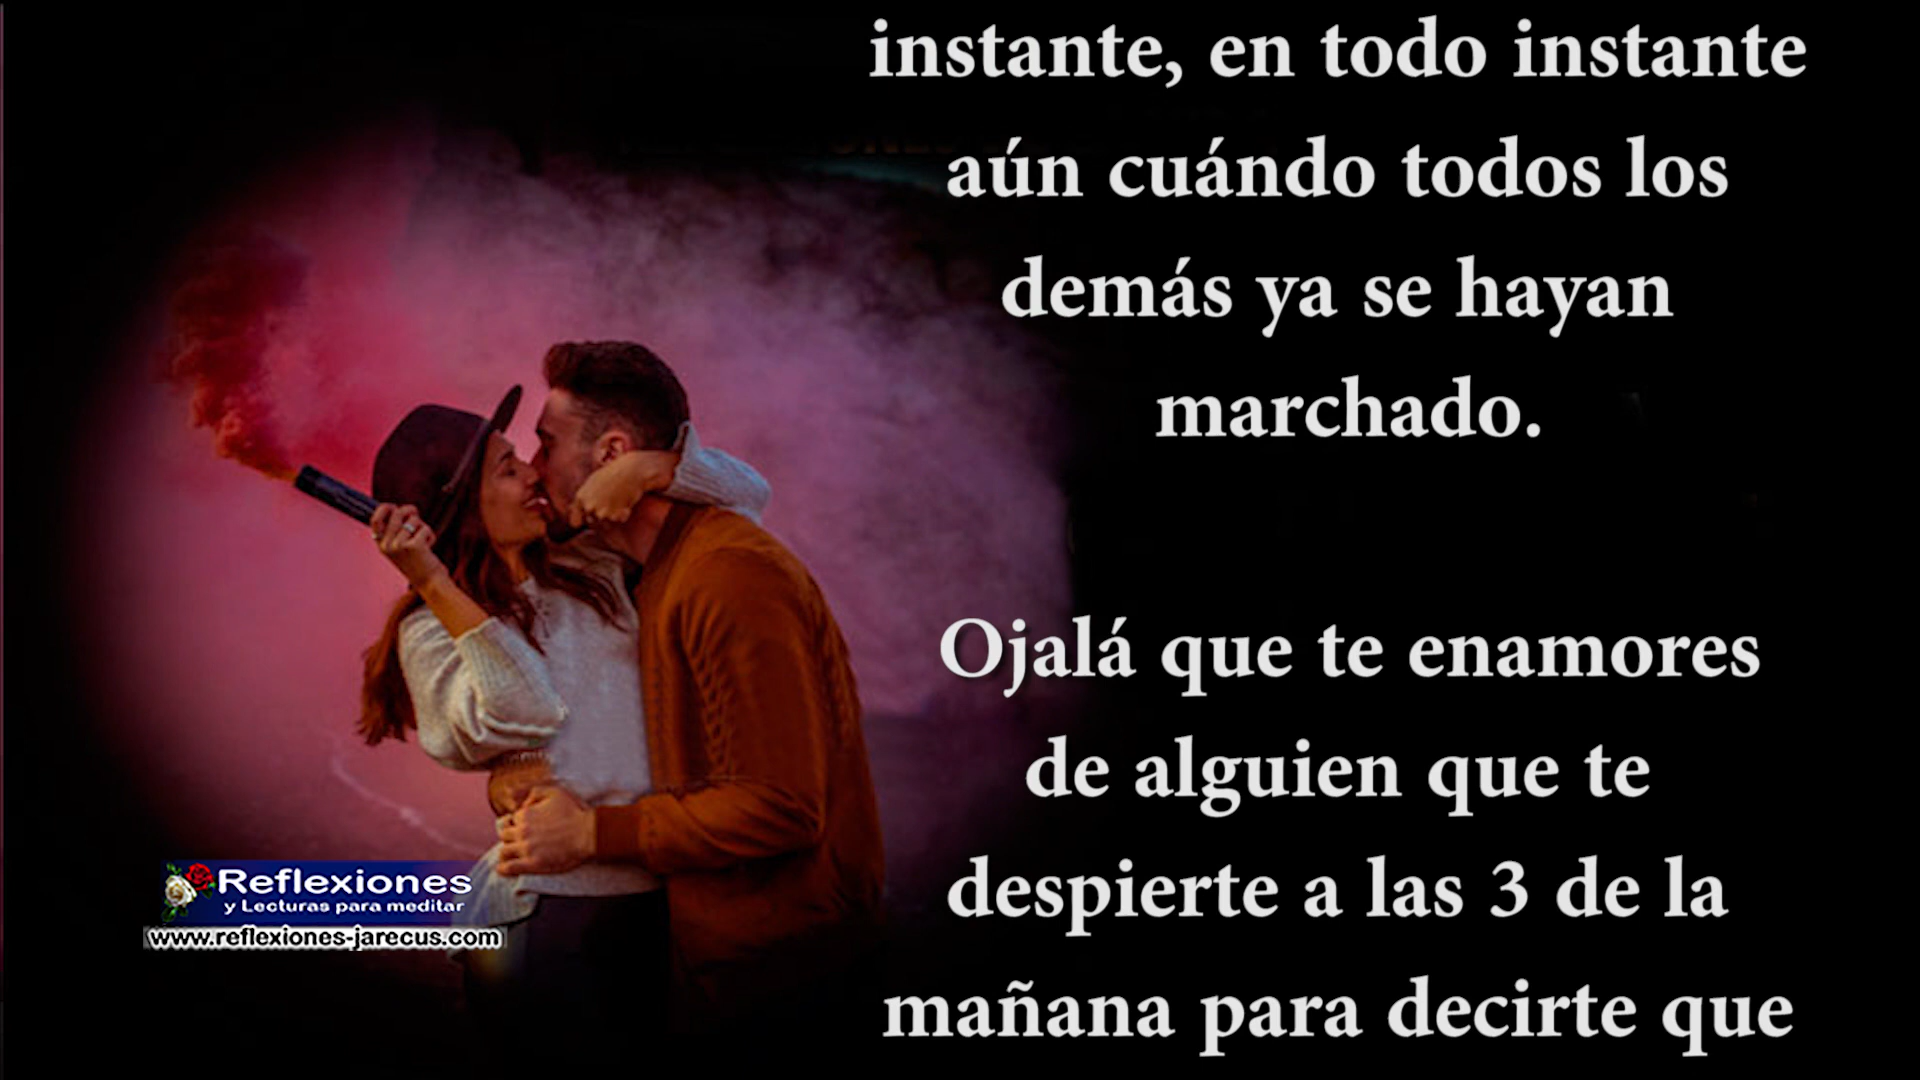 instante, en todo instante
aún cuándo todos los
demás ya se hayan
marchado.
Ojalá que te enamores
de alguien que te
despierte a las 3 de la
mañana para decirte que
Reflexiones
y Lecturas para meditar
www.reflexiones-jarecus.com